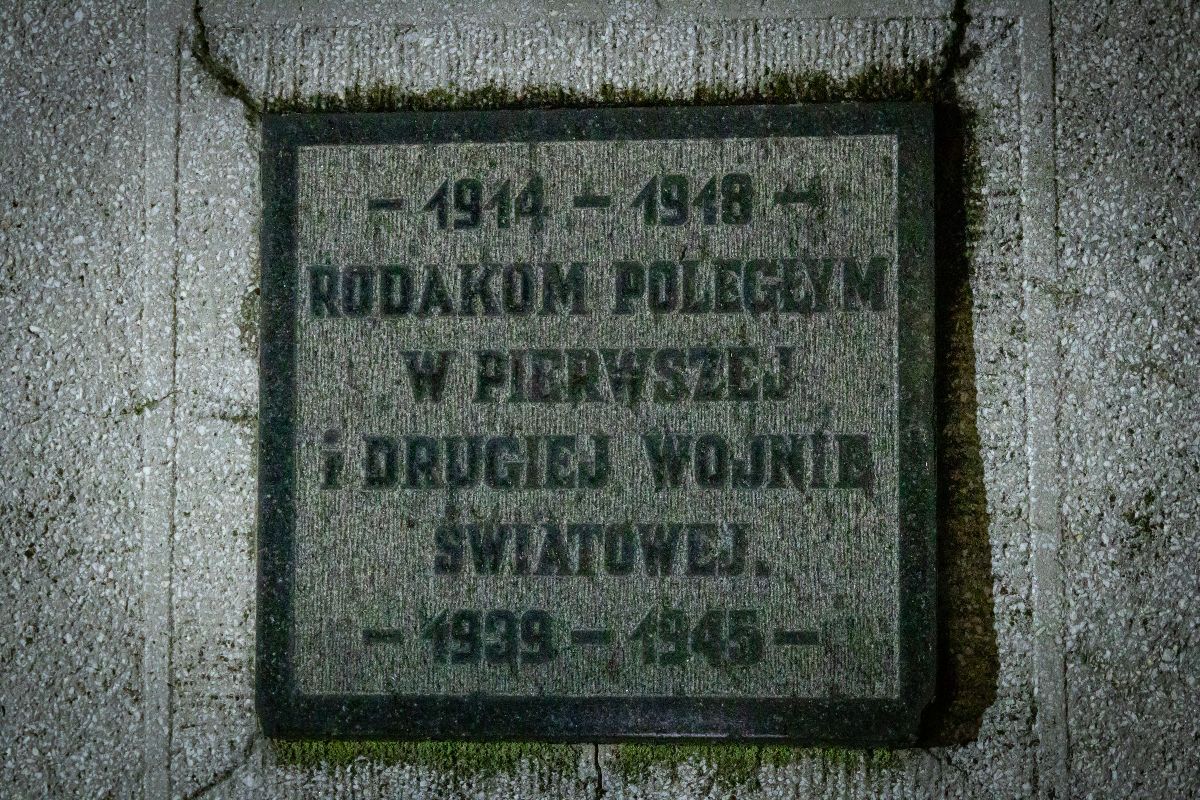 - 1914 - 1918 -
RODAKOM POLEGŁYM
W PIERWSZEJ
i DRUGIEJ WOJNIE
ŚWIATOWEJ.
- 1939 - 1945 -